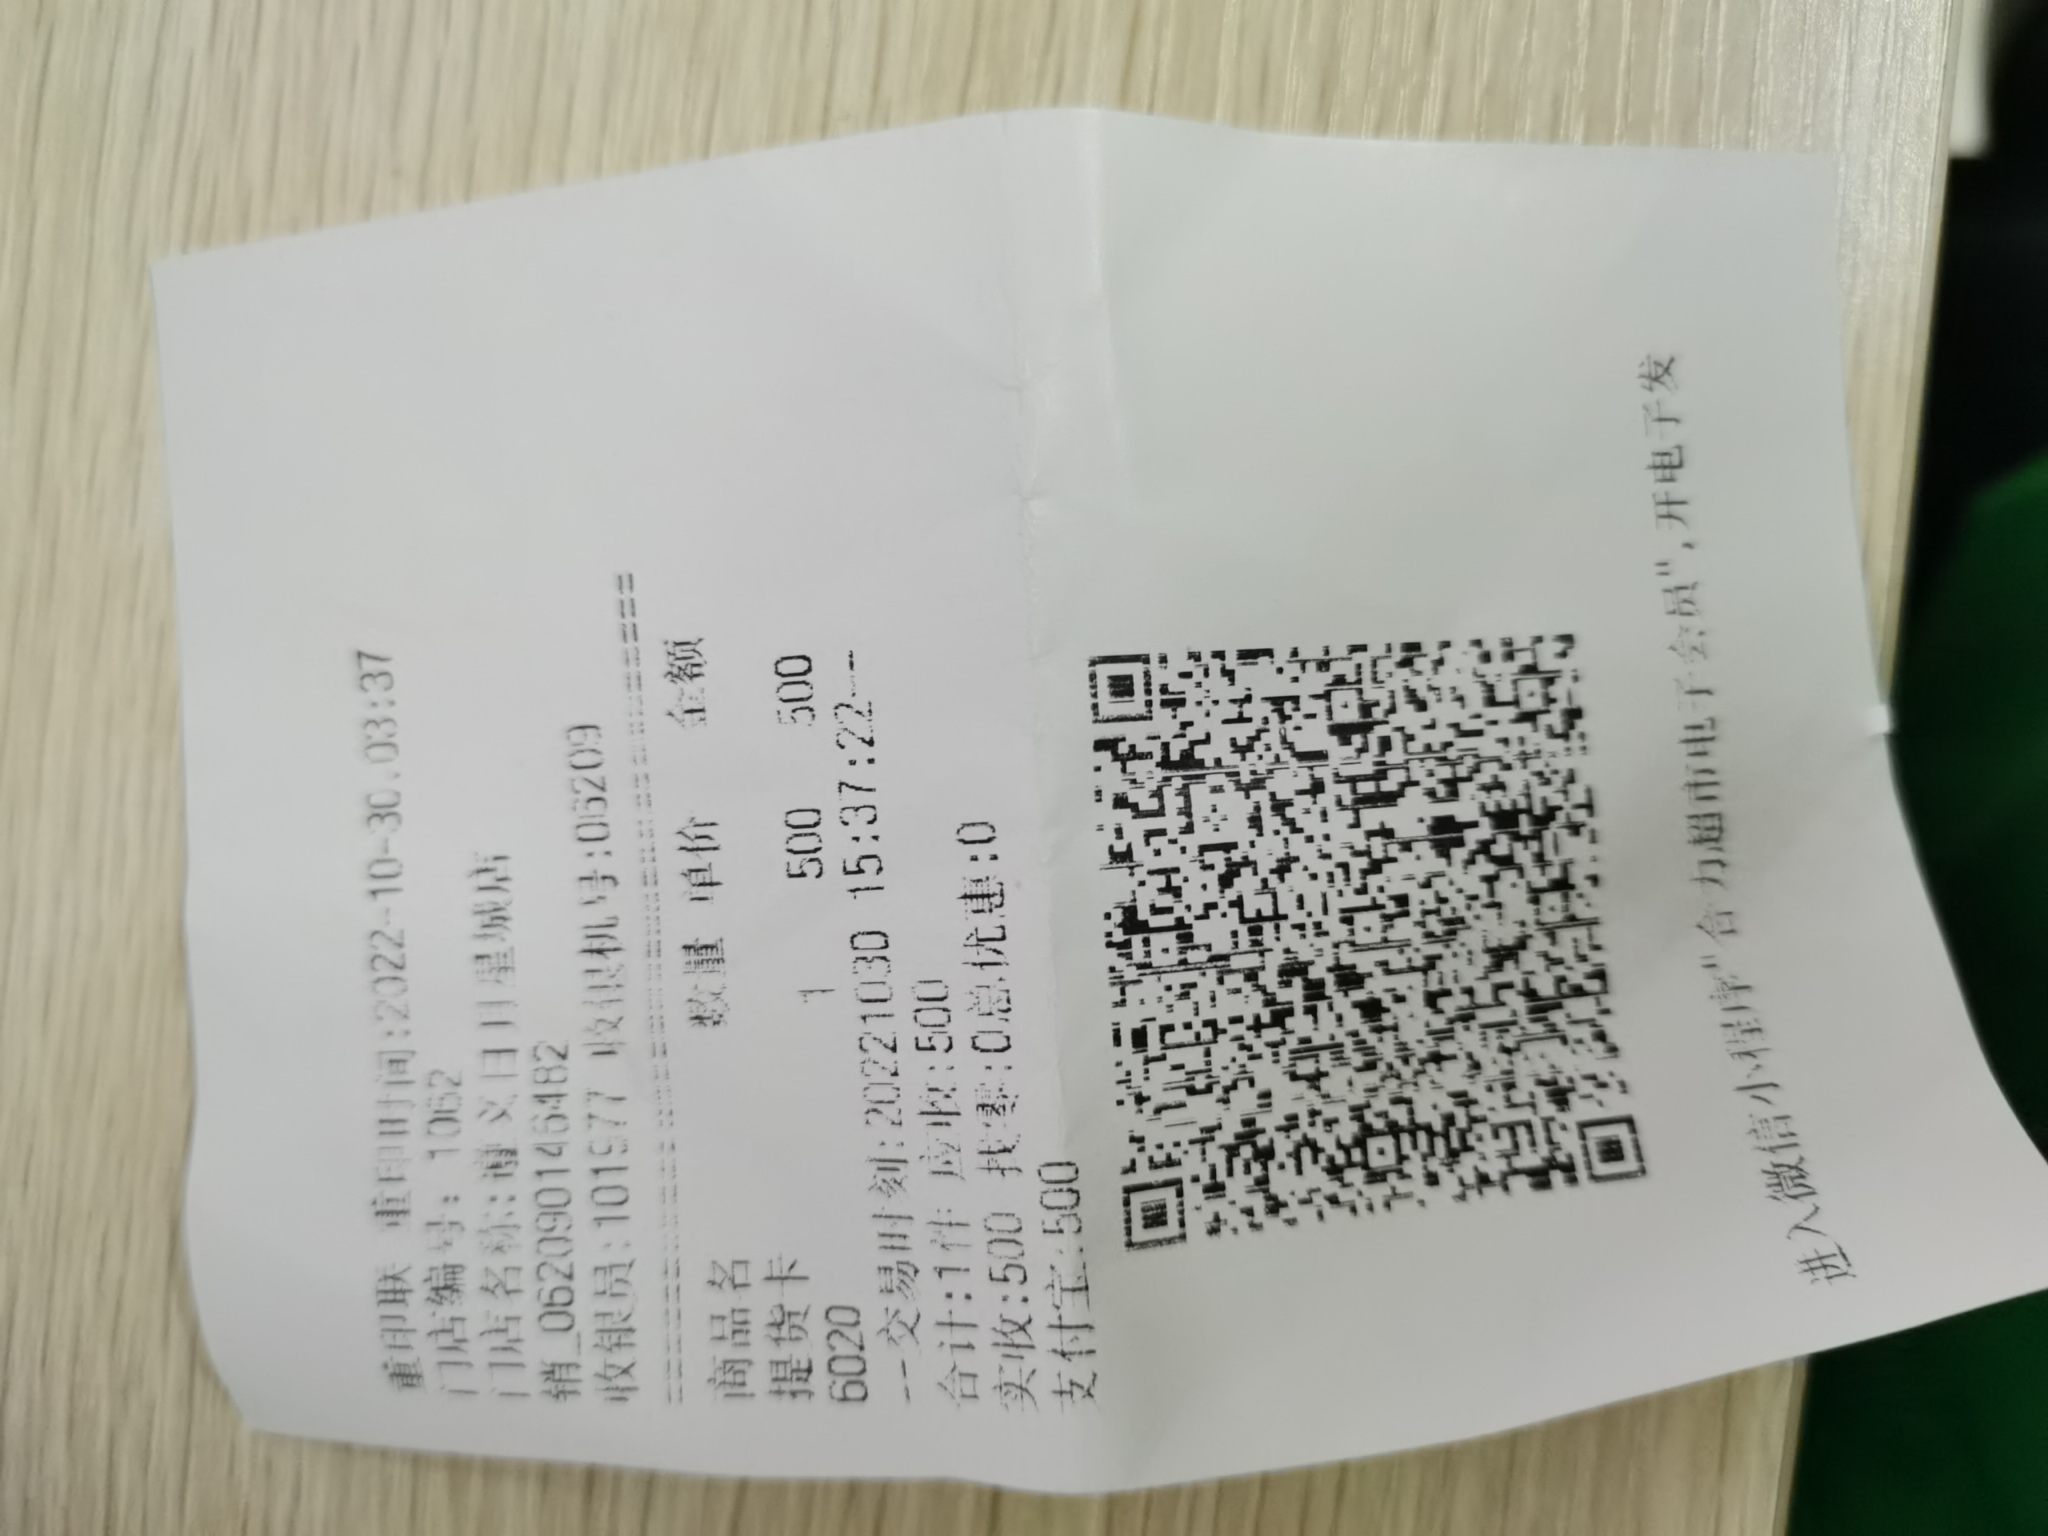 重印联 重印时间:2022-10-30.03:37
门店编号: 1062
门店名称:遵义日月星城店
销_0620901464B2
收银员:101977 收银机号:06209
商品名 数量 单价 金额
提货卡 1 500 500
6020
--交易时刻:20221030 15:37:22--
合计:1件 应收:500
实收:500 找零:0总优惠:0
支付宝:500
进入微信小程序"合力超市电子会员",开电子发